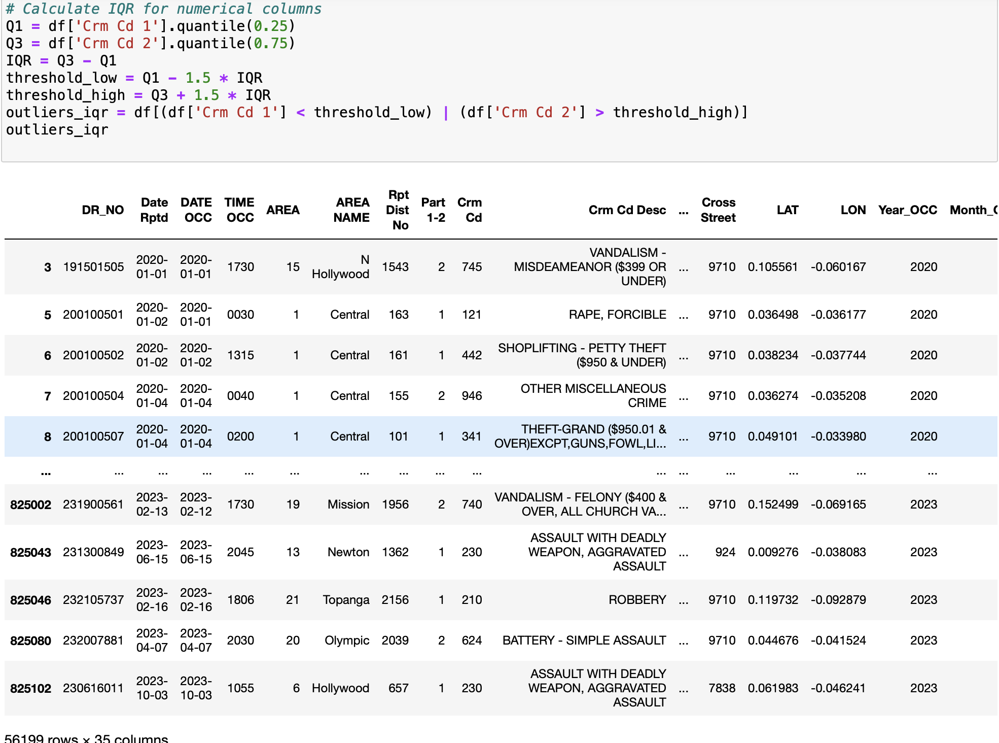 # Calculate IQR for numerical columns
Q1 = df['Crm Cd 1'].quantile(0.25)
Q3 = df['Crm Cd 2'].quantile(0.75)
IQR = Q3 - Q1
threshold_low = Q1 - 1.5 * IQR
threshold_high = Q3 + 1.5 * IQR
outliers_iqr = df[(df['Crm Cd 1'] < threshold_low) | (df['Crm Cd 2'] > threshold_high)]
outliers_iqr
DR_NO Date Rptd DATE OCC TIME OCC AREA AREA NAME Rpt Dist No Part 1-2 Crm Cd Crm Cd Desc ... Cross Street LAT LON Year_OCC
3 191501505 2020-01-01 2020-01-01 1730 15 N Hollywood 1543 2 745 VANDALISM - MISDEAMEANOR ($399 OR UNDER) ... 9710 0.105561 -0.060167 2020
5 200100501 2020-01-02 2020-01-01 0030 1 Central 163 1 121 RAPE, FORCIBLE ... 9710 0.036498 -0.036177 2020
6 200100502 2020-01-02 2020-01-02 1315 1 Central 161 1 442 SHOPLIFTING - PETTY THEFT ($950 & UNDER) ... 9710 0.038234 -0.037744 2020
7 200100504 2020-01-04 2020-01-04 0040 1 Central 155 2 946 OTHER MISCELLANEOUS CRIME ... 9710 0.036274 -0.035208 2020
8 200100507 2020-01-04 2020-01-04 0200 1 Central 101 1 341 THEFT-GRAND ($950.01 & OVER)EXCPT,GUNS,FOWL,LI... ... 9710 0.049101 -0.033980 2020
... ... ... ... ... ... ... ... ... ... ... ... ... ... ... ...
825002 231900561 2023-02-13 2023-02-12 1730 19 Mission 1956 2 740 VANDALISM - FELONY ($400 & OVER, ALL CHURCH VA... ... 9710 0.152499 -0.069165 2023
825043 231300849 2023-06-15 2023-06-15 2045 13 Newton 1362 1 230 ASSAULT WITH DEADLY WEAPON, AGGRAVATED ASSAULT ... 924 0.009276 -0.038083 2023
825046 232105737 2023-02-16 2023-02-16 1806 21 Topanga 2156 1 210 ROBBERY ... 9710 0.119732 -0.092879 2023
825080 232007881 2023-04-07 2023-04-07 2030 20 Olympic 2039 2 624 BATTERY - SIMPLE ASSAULT ... 9710 0.044676 -0.041524 2023
825102 230616011 2023-10-03 2023-10-03 1055 6 Hollywood 657 1 230 ASSAULT WITH DEADLY WEAPON, AGGRAVATED ASSAULT ... 7838 0.061983 -0.046241 2023
56199 rows × 35 columns